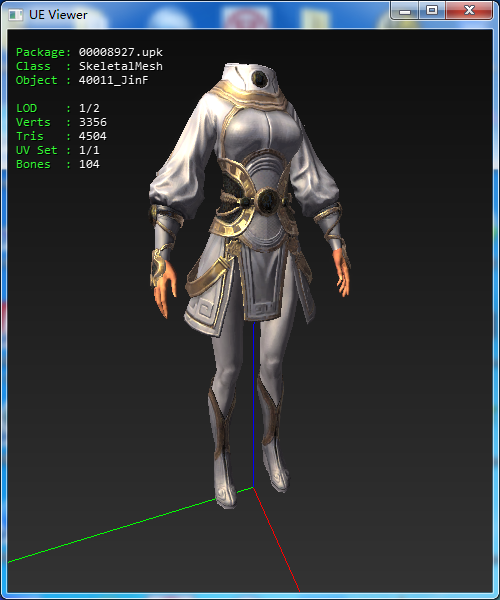 UE Viewer
Package: 00008927.upk
Class  : SkeletalMesh
Object : 40011_JinF
LOD    : 1/2
Verts  : 3356
Tris   : 4504
UV Set : 1/1
Bones  : 104